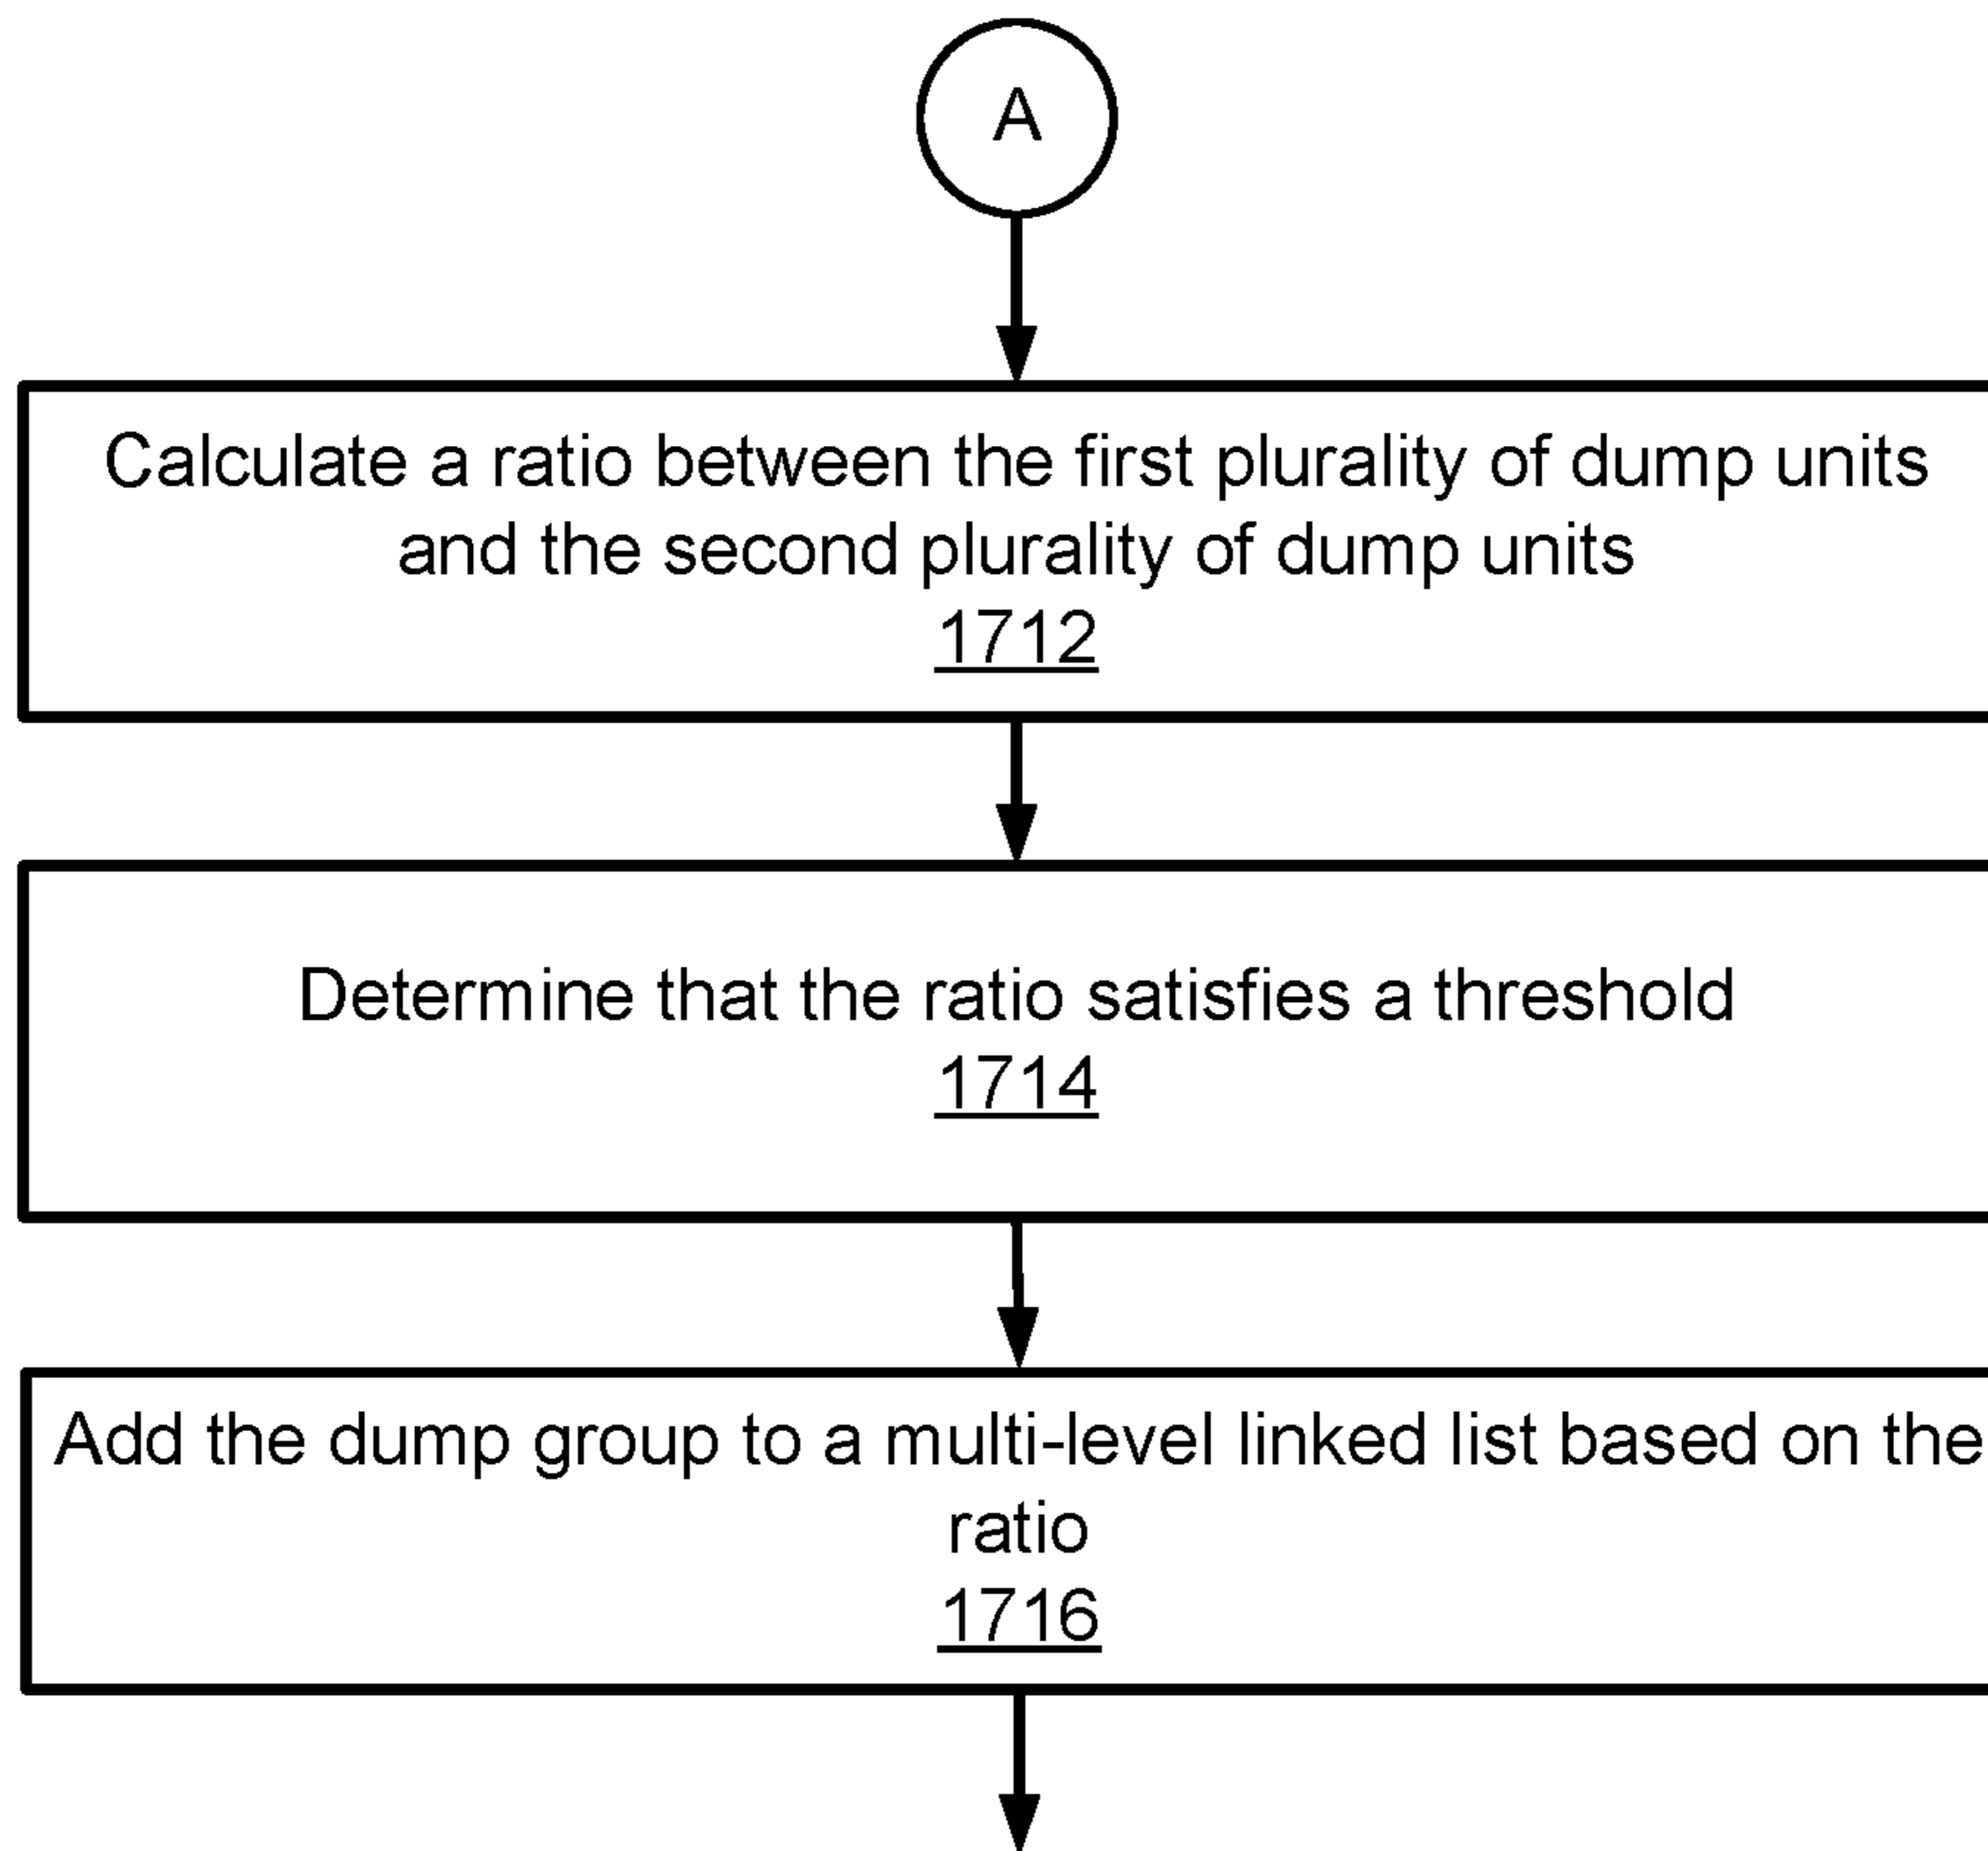 A
Calculate a ratio between the first plurality of dump units
and the second plurality of dump units
1712
Determine that the ratio satisfies a threshold
1714
Add the dump group to a multi-level linked list based on the
ratio
1716